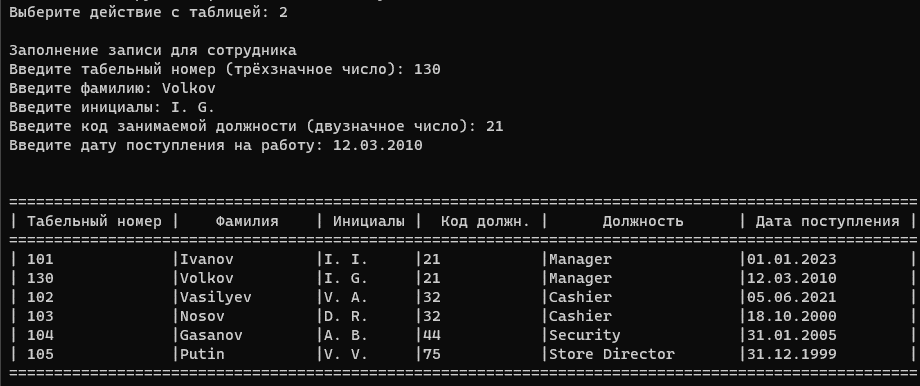 Выберите действие с таблицей: 2
Заполнение записи для сотрудника
Введите табельный номер (трёхзначное число): 130
Введите фамилию: Volkov
Введите инициалы: I. G.
Введите код занимаемой должности (двузначное число): 21
Введите дату поступления на работу: 12.03.2010
=====================================================================================================
| Табельный номер |    Фамилия    | Инициалы |  Код должн. |      Должность      | Дата поступления |
=====================================================================================================
| 101             |Ivanov         |I. I.     |21           |Manager              |01.01.2023        |
| 130             |Volkov         |I. G.     |21           |Manager              |12.03.2010        |
| 102             |Vasilyev       |V. A.     |32           |Cashier              |05.06.2021        |
| 103             |Nosov          |D. R.     |32           |Cashier              |18.10.2000        |
| 104             |Gasanov        |A. B.     |44           |Security             |31.01.2005        |
| 105             |Putin          |V. V.     |75           |Store Director       |31.12.1999        |
=====================================================================================================